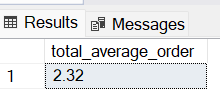 Results Messages
total_average_order
1 2.32